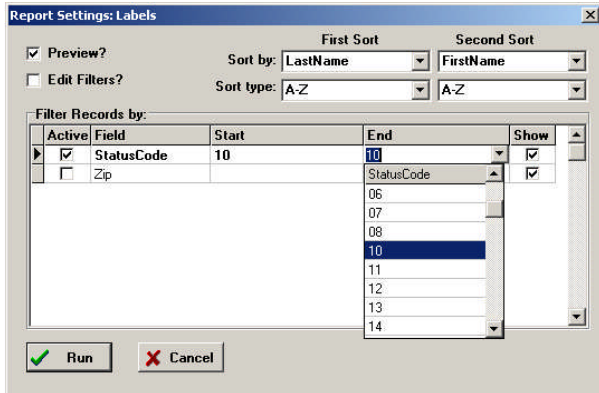 Report Settings: Labels
First Sort Second Sort
Preview? Sort by: LastName FirstName
Edit Filters? Sort type: A-Z A-Z
Filter Records by:
Active Field Start End Show
StatusCode 10 10
Zip
StatusCode
06
07
08
10
11
12
13
14
Run Cancel